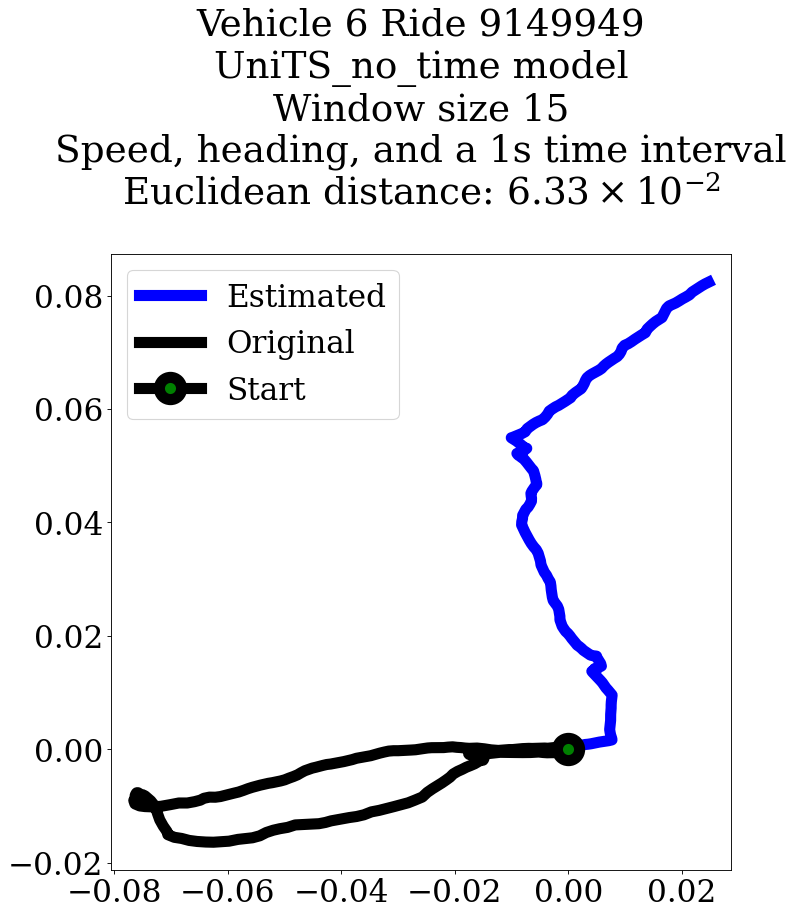 Vehicle 6 Ride 9149949
UniTS_no_time model
Window size 15
Speed, heading, and a 1s time interval
Euclidean distance: 6.33 × 10⁻²
Estimated
Original
Start
0.08
0.06
0.04
0.02
0.00
−0.02
−0.08 −0.06 −0.04 −0.02 0.00 0.02